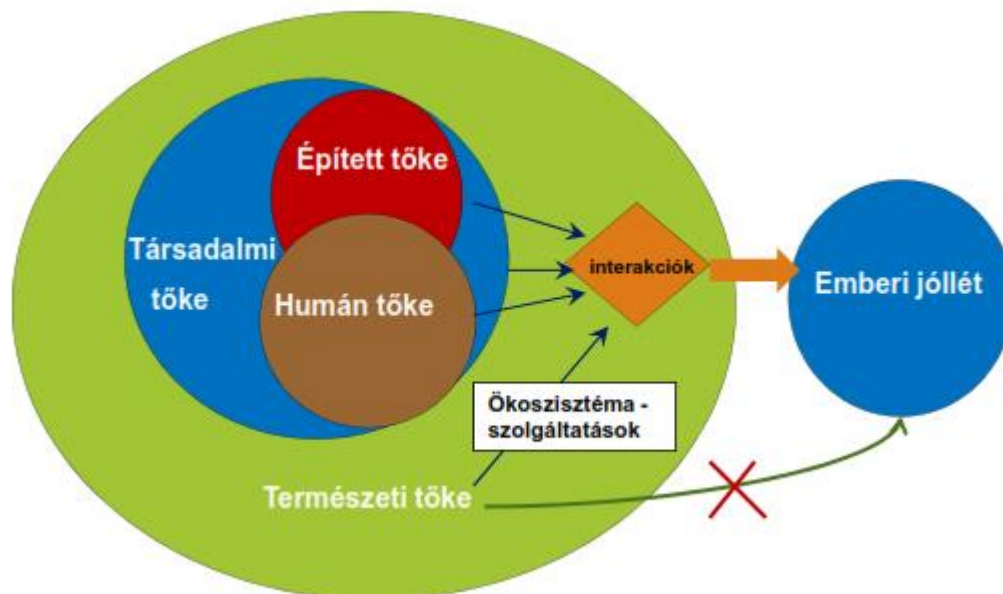 Épített tőke
Társadalmi
tőke
Humán tőke
interakciók
Emberi jóllét
Ökoszisztéma -
szolgáltatások
Természeti tőke